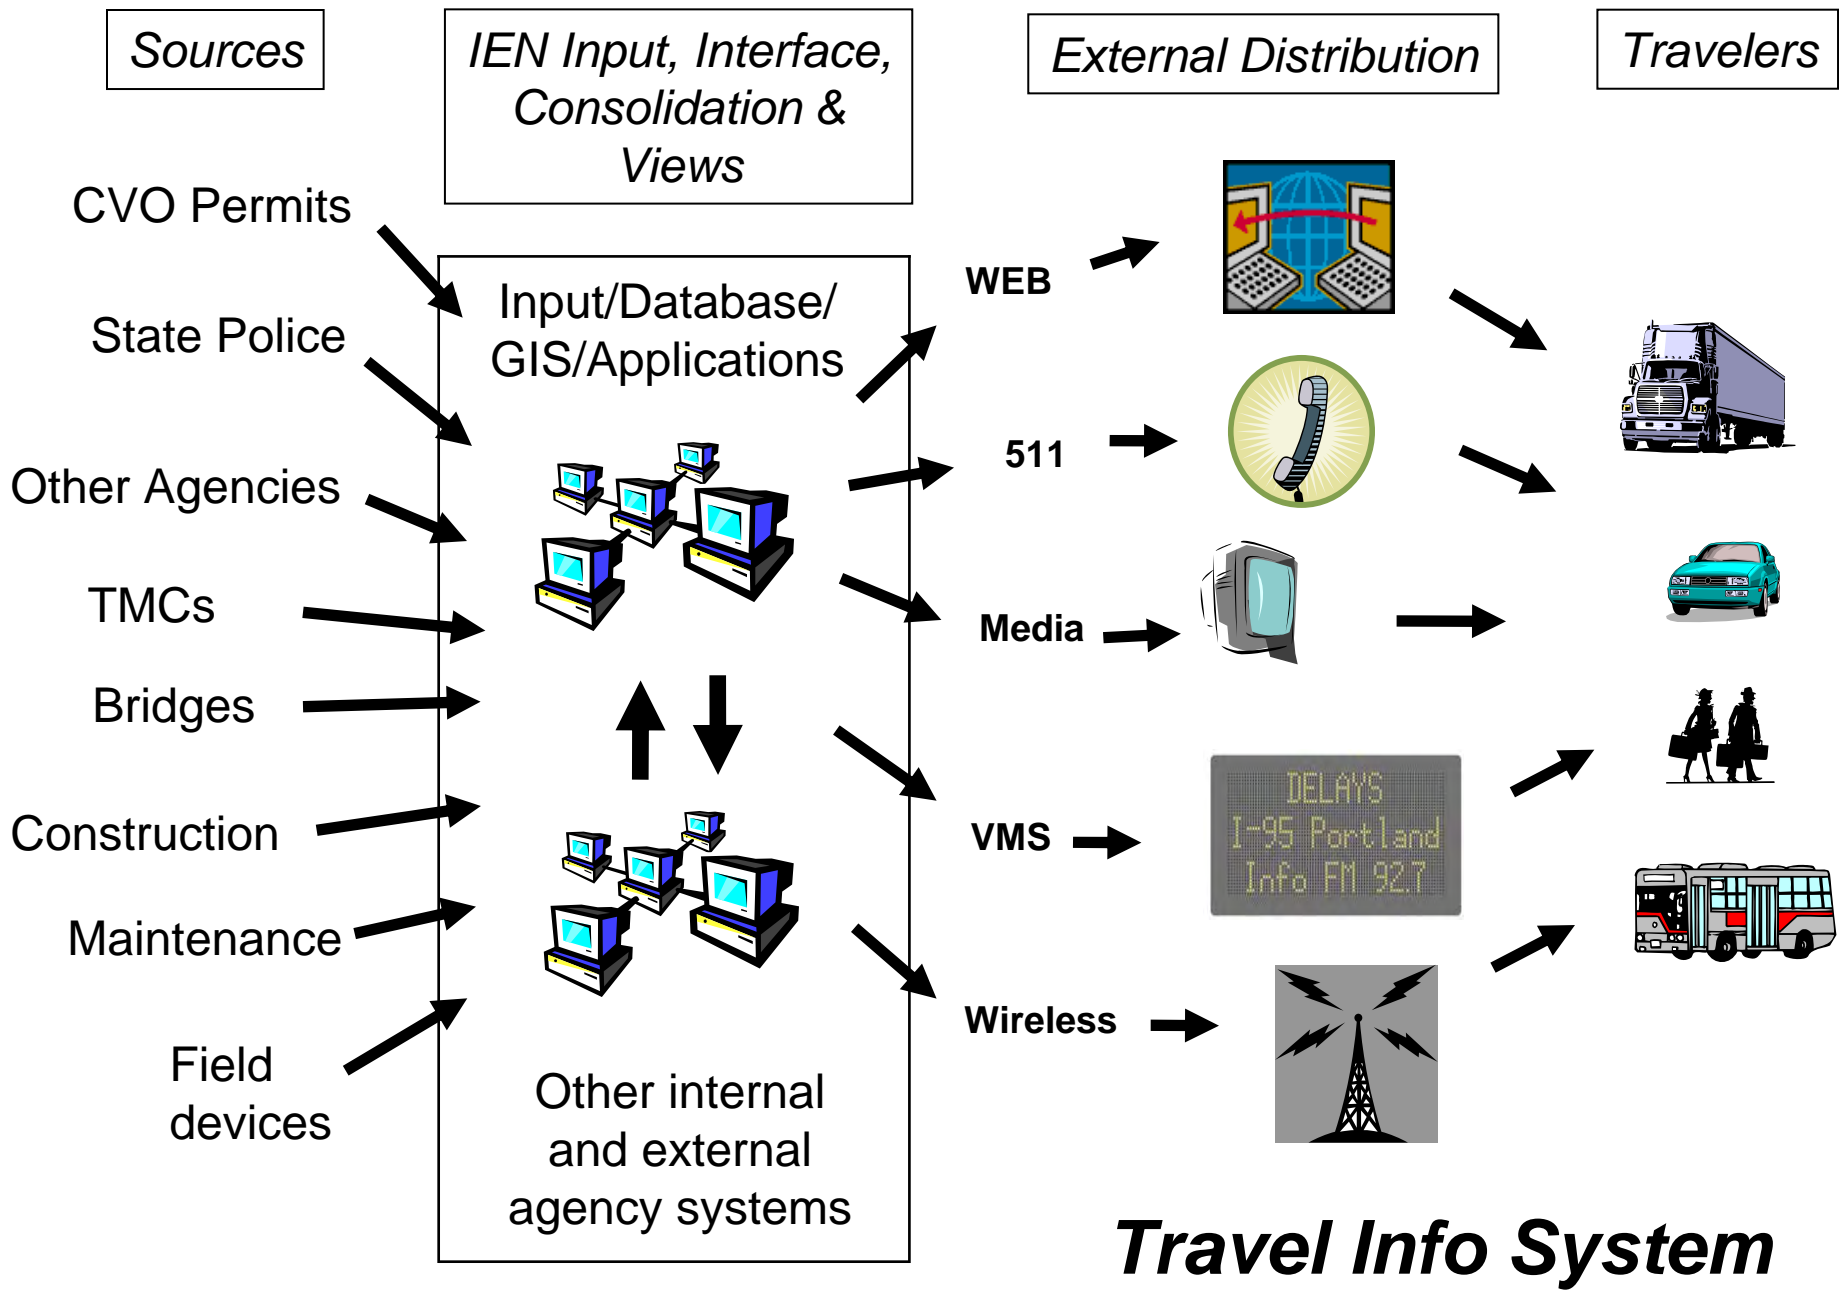 Sources
IEN Input, Interface,
Consolidation &
Views
External Distribution
Travelers
CVO Permits
State Police
Other Agencies
TMCs
Bridges
Construction
Maintenance
Field
devices
Input/Database/
GIS/Applications
Other internal
and external
agency systems
WEB
511
Media
VMS
Wireless
DELAYS
I-95 Portland
Info FM 92.7
Travel Info System